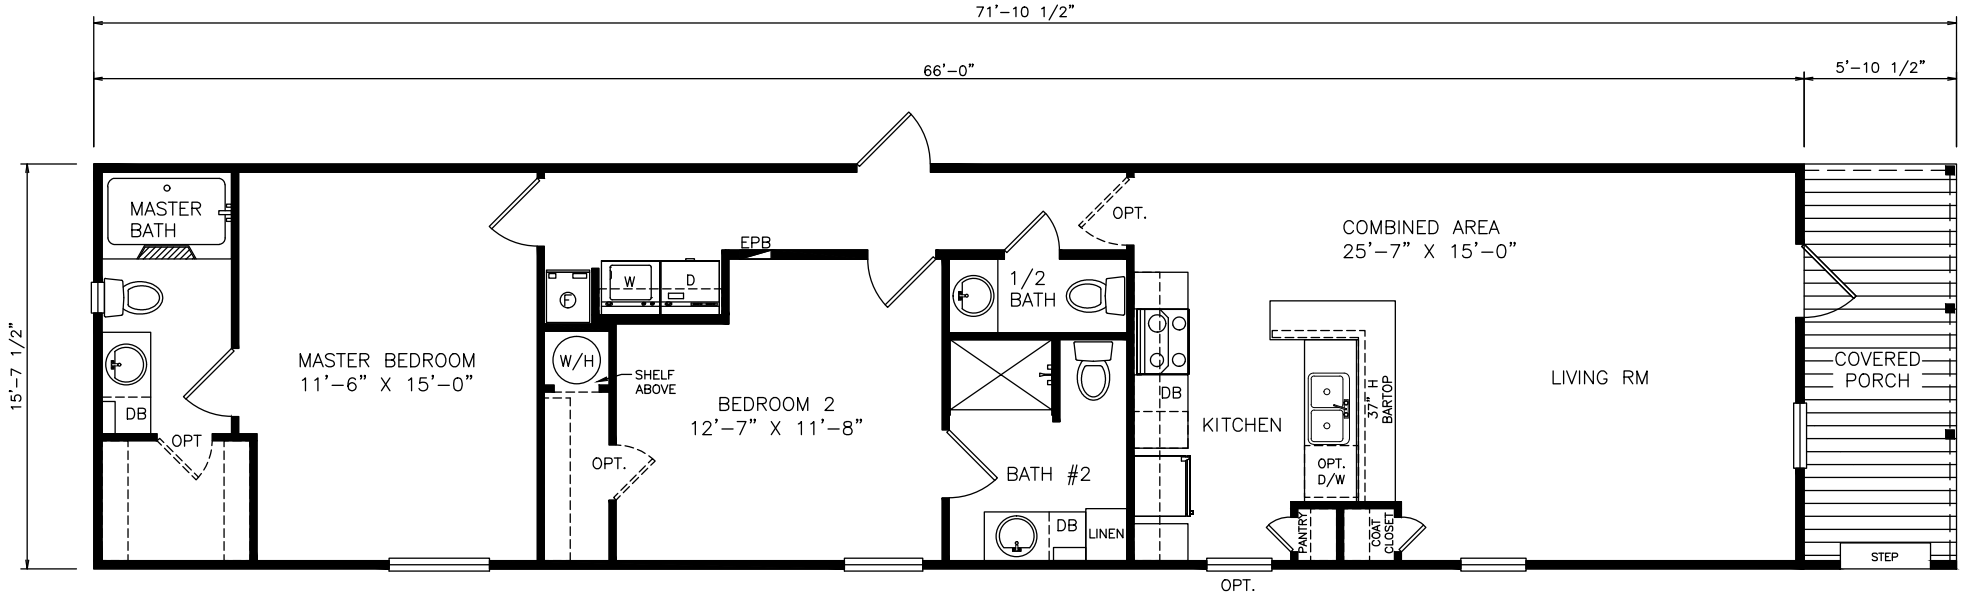 71'-10 1/2"
66'-0"
5'-10 1/2"
15'-7 1/2"
MASTER
BATH
DB
OPT
MASTER BEDROOM
11'-6" X 15'-0"
EPB
F
W
D
W/H
SHELF
ABOVE
OPT.
BEDROOM 2
12'-7" X 11'-8"
1/2
BATH
OPT.
BATH #2
DB
LINEN
COMBINED AREA
25'-7" X 15'-0"
DB
KITCHEN
37" H
BARTOP
OPT.
D/W
PANTRY
COAT
CLOSET
OPT.
LIVING RM
COVERED
PORCH
STEP